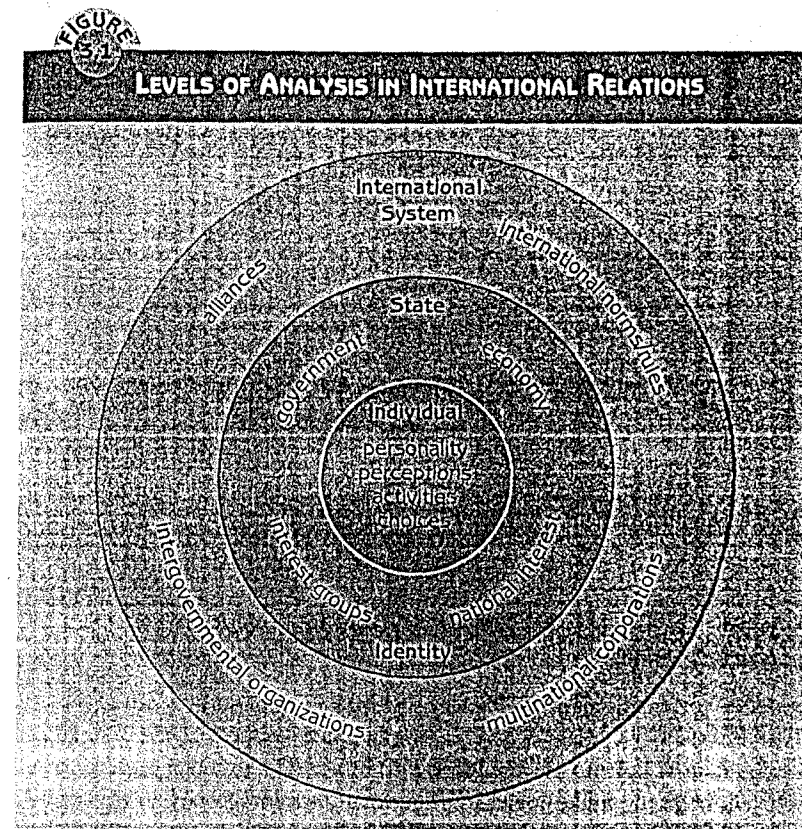 FIGURE
3.1
LEVELS OF ANALYSIS IN INTERNATIONAL RELATIONS
International
System
alliances
International norms/rules
State
government
economy
Individual
personality
perceptions
activities
choices
interest groups
national interest
Identity
Intergovernmental organizations
multinational corporations